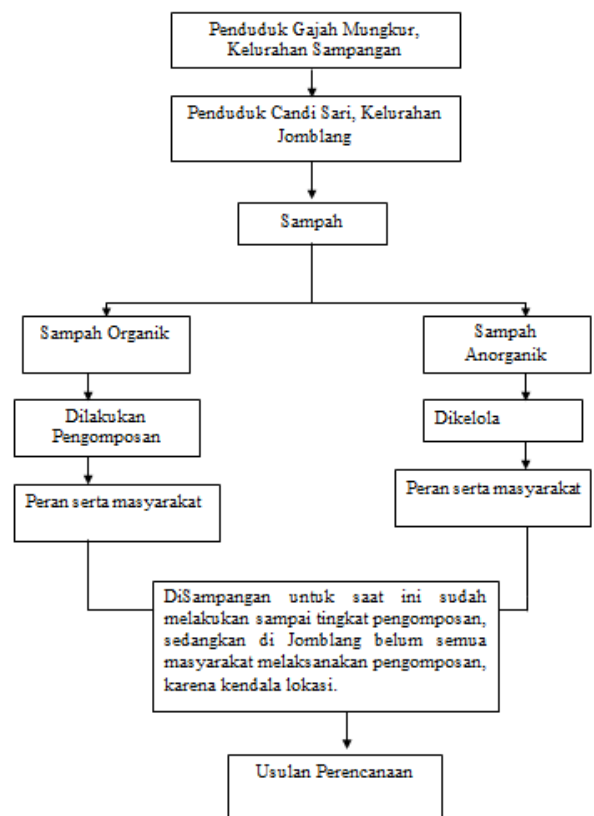 Penduduk Gajah Mungkur,
Kelurahan Sampangan
Penduduk Candi Sari, Kelurahan
Jomblang
Sampah
Sampah Organik
Sampah
Anorganik
Dilakukan
Pengomposan
Dikelola
Peran serta masyarakat
Peran serta masyarakat
DiSampangan untuk saat ini sudah
melakukan sampai tingkat pengomposan,
sedangkan di Jomblang belum semua
masyarakat melaksanakan pengomposan,
karena kendala lokasi.
Usulan Perencanaan